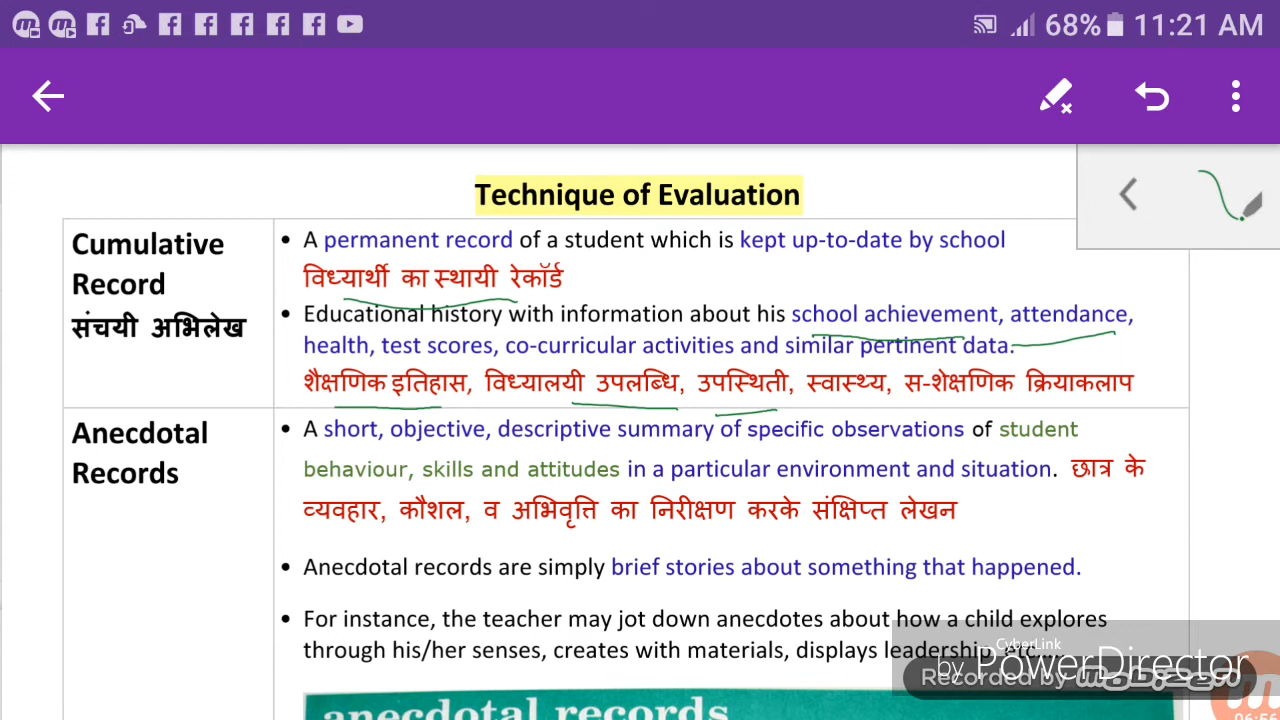 68% 11:21 AM
Technique of Evaluation
Cumulative
Record
संचयी अभिलेख
• A permanent record of a student which is kept up-to-date by school
विध्यार्थी का स्थायी रेकॉर्ड
• Educational history with information about his school achievement, attendance,
health, test scores, co-curricular activities and similar pertinent data.
शैक्षणिक इतिहास, विध्यालयी उपलब्धि, उपस्थिती, स्वास्थ्य, स-शेक्षणिक क्रियाकलाप
Anecdotal
Records
• A short, objective, descriptive summary of specific observations of student
behaviour, skills and attitudes in a particular environment and situation. छात्र के
व्यवहार, कौशल, व अभिवृत्ति का निरीक्षण करके संक्षिप्त लेखन
• Anecdotal records are simply brief stories about something that happened.
• For instance, the teacher may jot down anecdotes about how a child explores
through his/her senses, creates with materials, displays leadership, etc.
CyberLink
by PowerDirector
Recorded by
anecdotal records